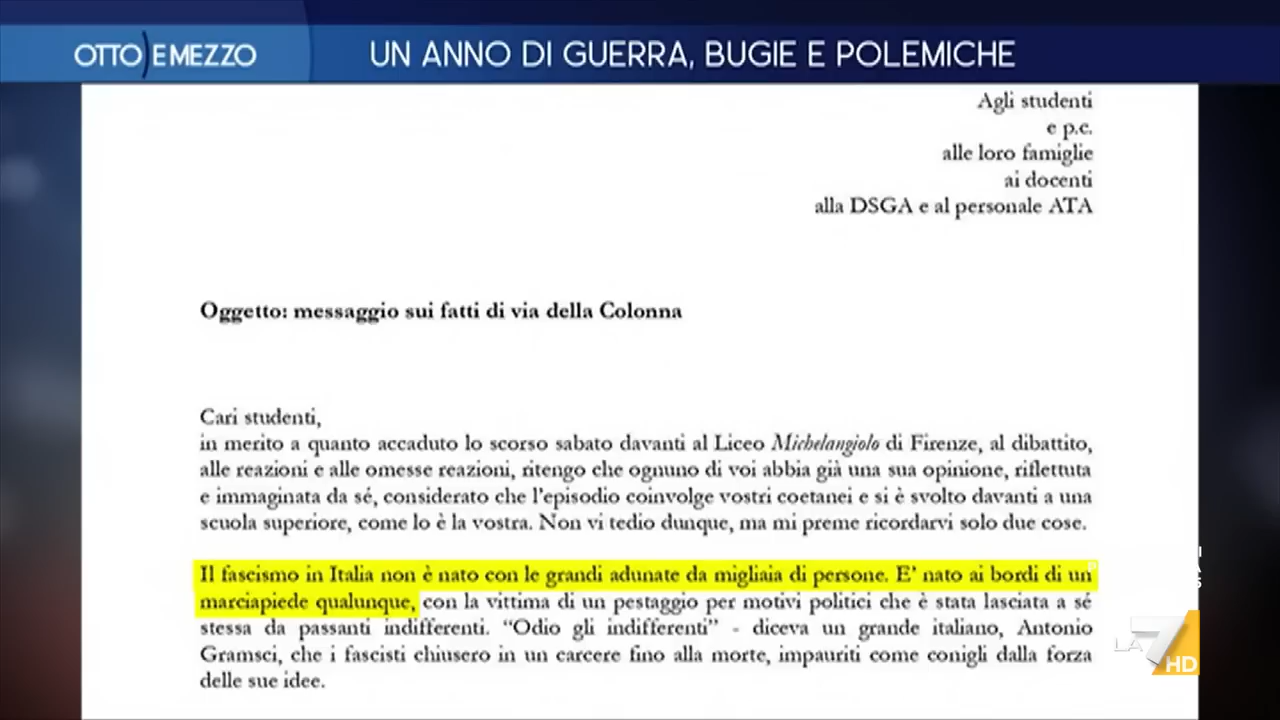 OTTO E MEZZO
UN ANNO DI GUERRA, BUGIE E POLEMICHE
Agli studenti
e p.c.
alle loro famiglie
ai docenti
alla DSGA e al personale ATA
Oggetto: messaggio sui fatti di via della Colonna
Cari studenti,
in merito a quanto accaduto lo scorso sabato davanti al Liceo Michelangiolo di Firenze, al dibattito,
alle reazioni e alle omesse reazioni, ritengo che ognuno di voi abbia già una sua opinione, riflettuta
e immaginata da sé, considerato che l'episodio coinvolge vostri coetanei e si è svolto davanti a una
scuola superiore, come lo è la vostra. Non vi tedio dunque, ma mi preme ricordarvi solo due cose.
Il fascismo in Italia non è nato con le grandi adunate da migliaia di persone. E' nato ai bordi di un
marciapiede qualunque, con la vittima di un pestaggio per motivi politici che è stata lasciata a sé
stessa da passanti indifferenti. “Odio gli indifferenti” - diceva un grande italiano, Antonio
Gramsci, che i fascisti chiusero in un carcere fino alla morte, impauriti come conigli dalla forza
delle sue idee.
LA 7 HD